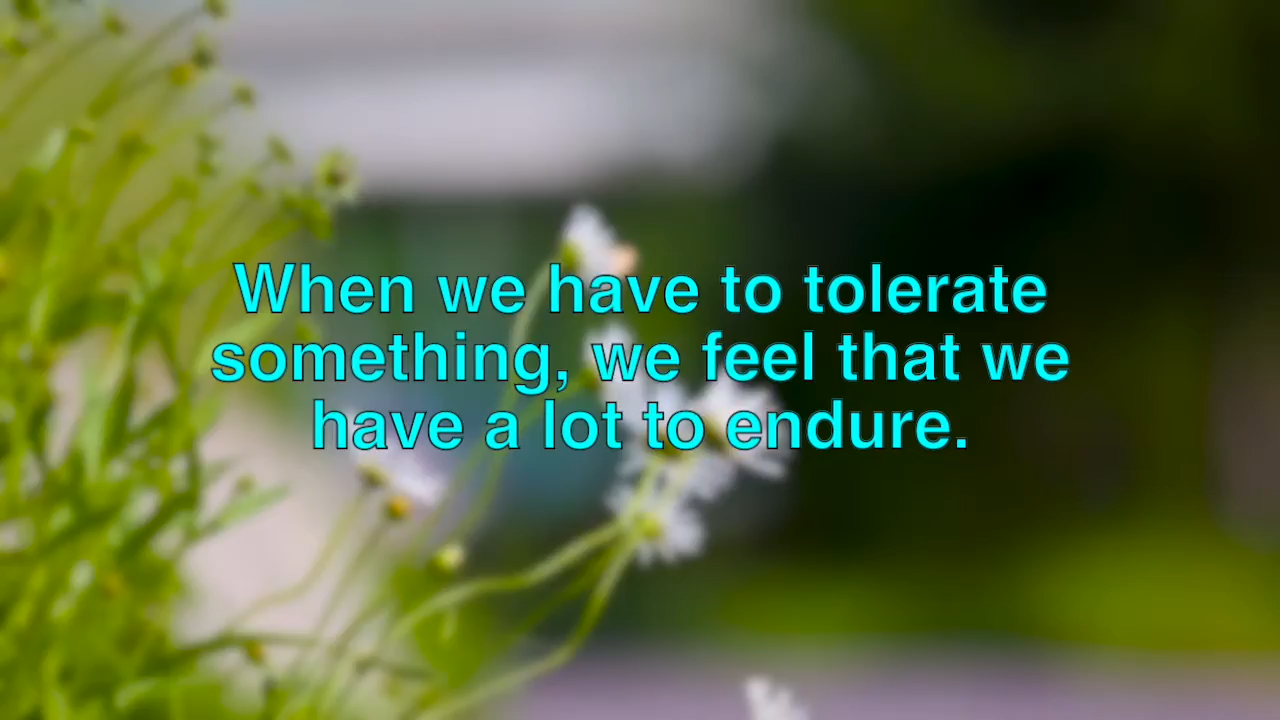 When we have to tolerate
something, we feel that we
have a lot to endure.